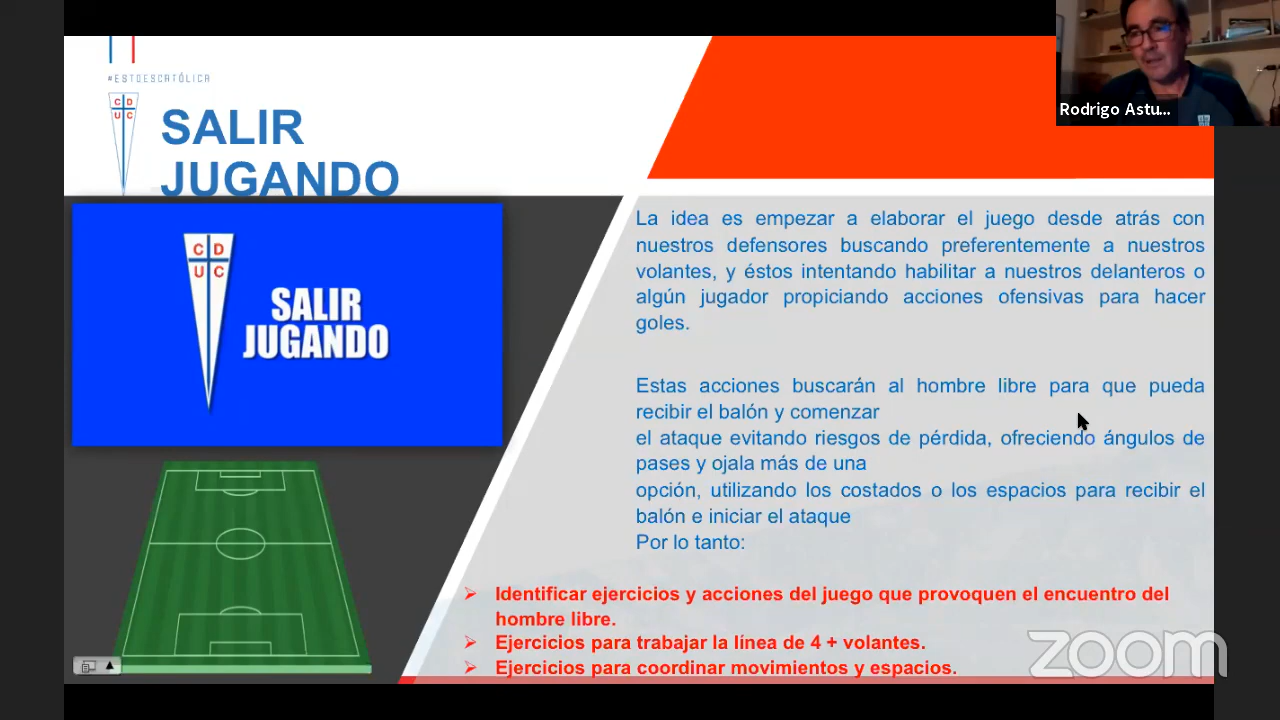 #ESTOESCATÓLICA
C D
U C
SALIR
JUGANDO
Rodrigo Astu...
C D
U C
SALIR
JUGANDO
La idea es empezar a elaborar el juego desde atrás con
nuestros defensores buscando preferentemente a nuestros
volantes, y éstos intentando habilitar a nuestros delanteros o
algún jugador propiciando acciones ofensivas para hacer
goles.
Estas acciones buscarán al hombre libre para que pueda
recibir el balón y comenzar
el ataque evitando riesgos de pérdida, ofreciendo ángulos de
pases y ojala más de una
opción, utilizando los costados o los espacios para recibir el
balón e iniciar el ataque
Por lo tanto:
Identificar ejercicios y acciones del juego que provoquen el encuentro del
hombre libre.
Ejercicios para trabajar la línea de 4 + volantes.
Ejercicios para coordinar movimientos y espacios.
zoom